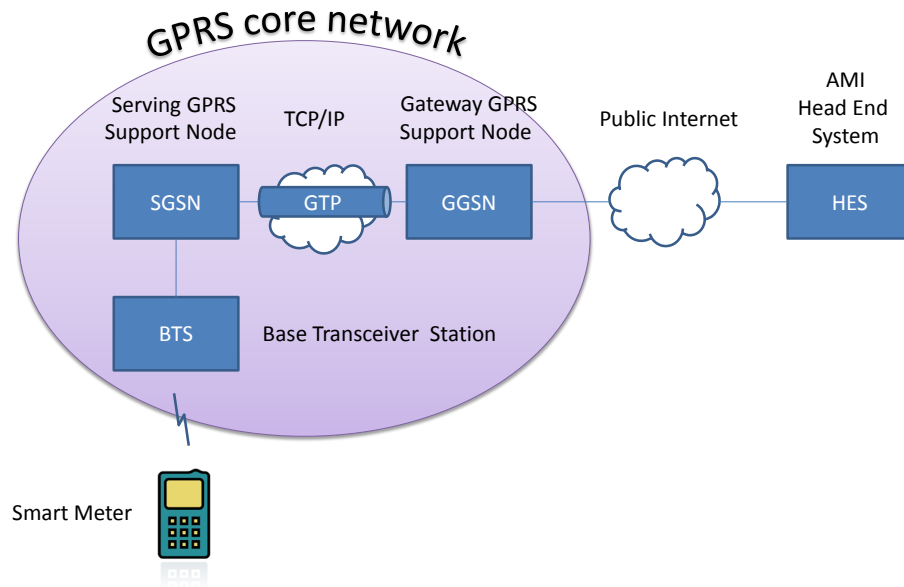 GPRS core network
Serving GPRS
Support Node
TCP/IP
Gateway GPRS
Support Node
Public Internet
AMI
Head End
System
SGSN
GTP
GGSN
HES
BTS
Base Transceiver Station
Smart Meter